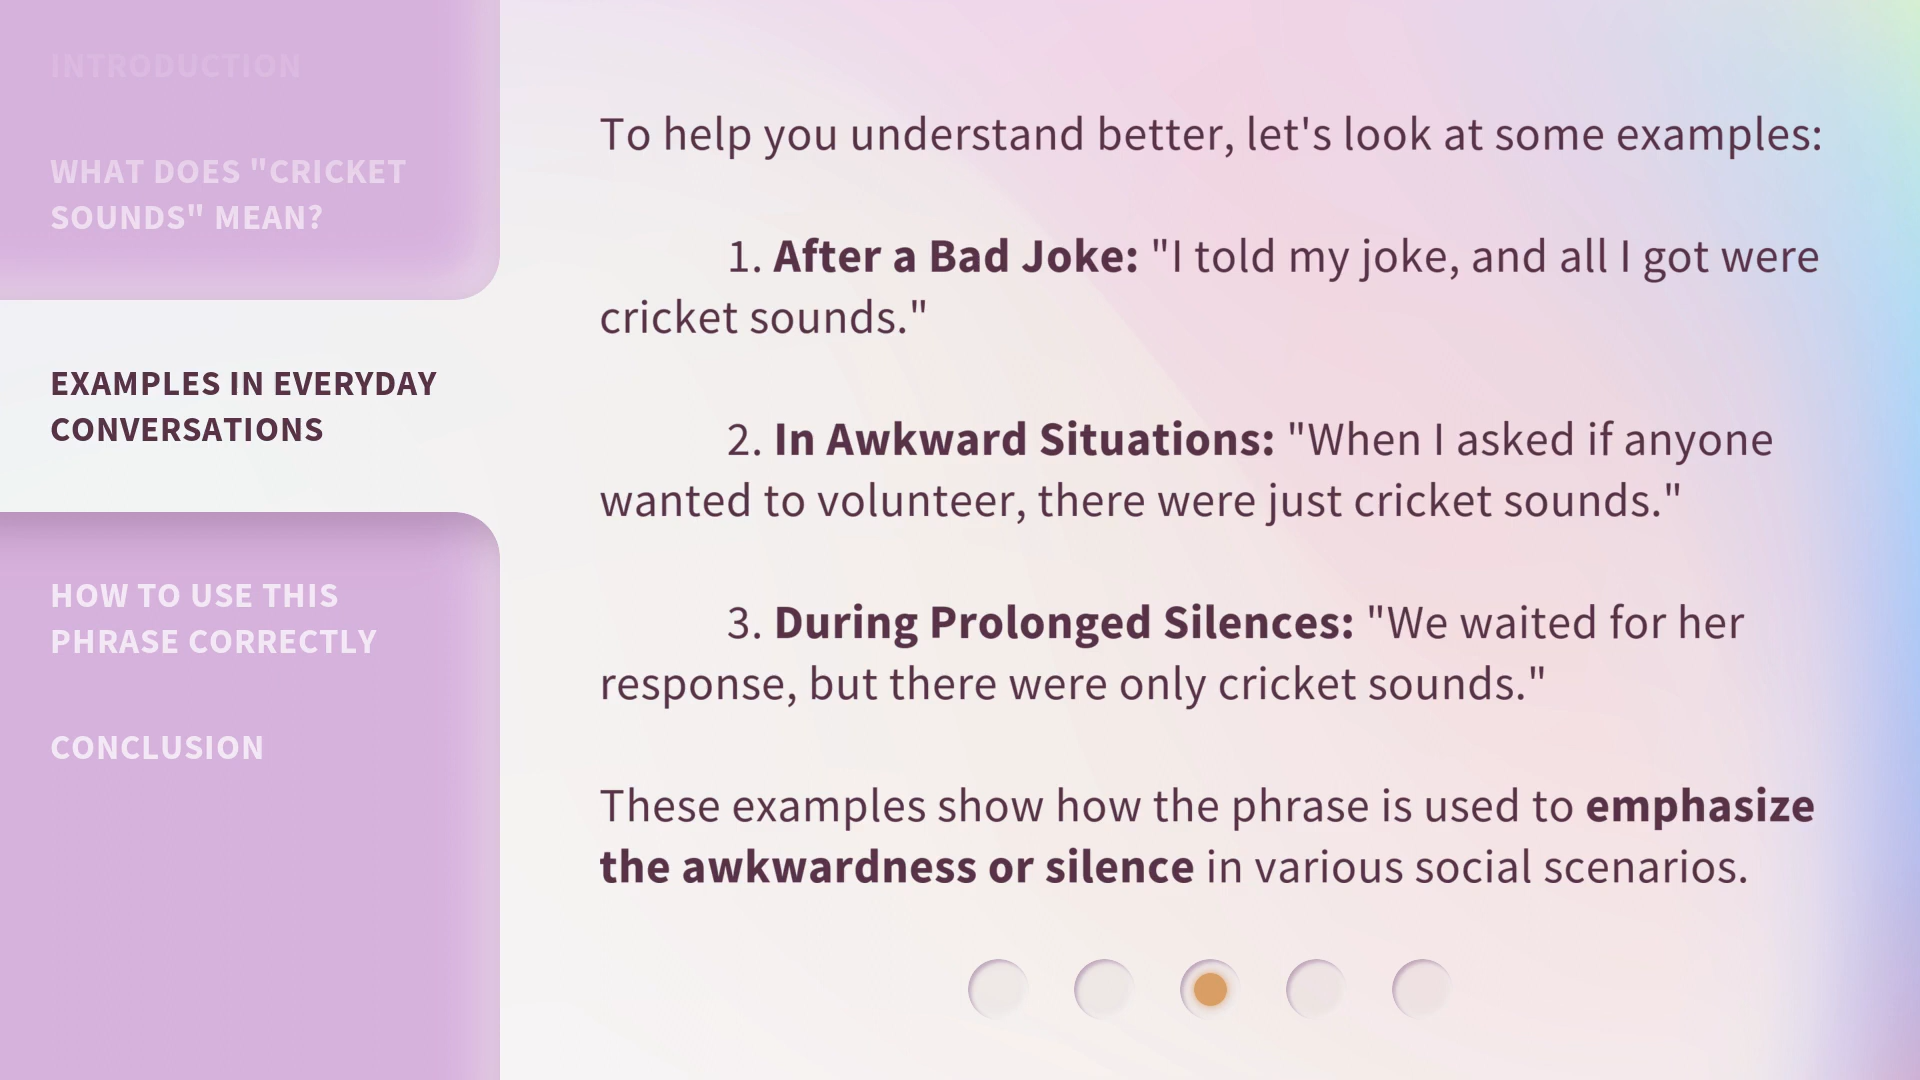 INTRODUCTION
WHAT DOES "CRICKET
SOUNDS" MEAN?
EXAMPLES IN EVERYDAY
CONVERSATIONS
HOW TO USE THIS
PHRASE CORRECTLY
CONCLUSION
To help you understand better, let's look at some examples:
1. After a Bad Joke: "I told my joke, and all I got were
cricket sounds."
2. In Awkward Situations: "When I asked if anyone
wanted to volunteer, there were just cricket sounds."
3. During Prolonged Silences: "We waited for her
response, but there were only cricket sounds."
These examples show how the phrase is used to emphasize
the awkwardness or silence in various social scenarios.